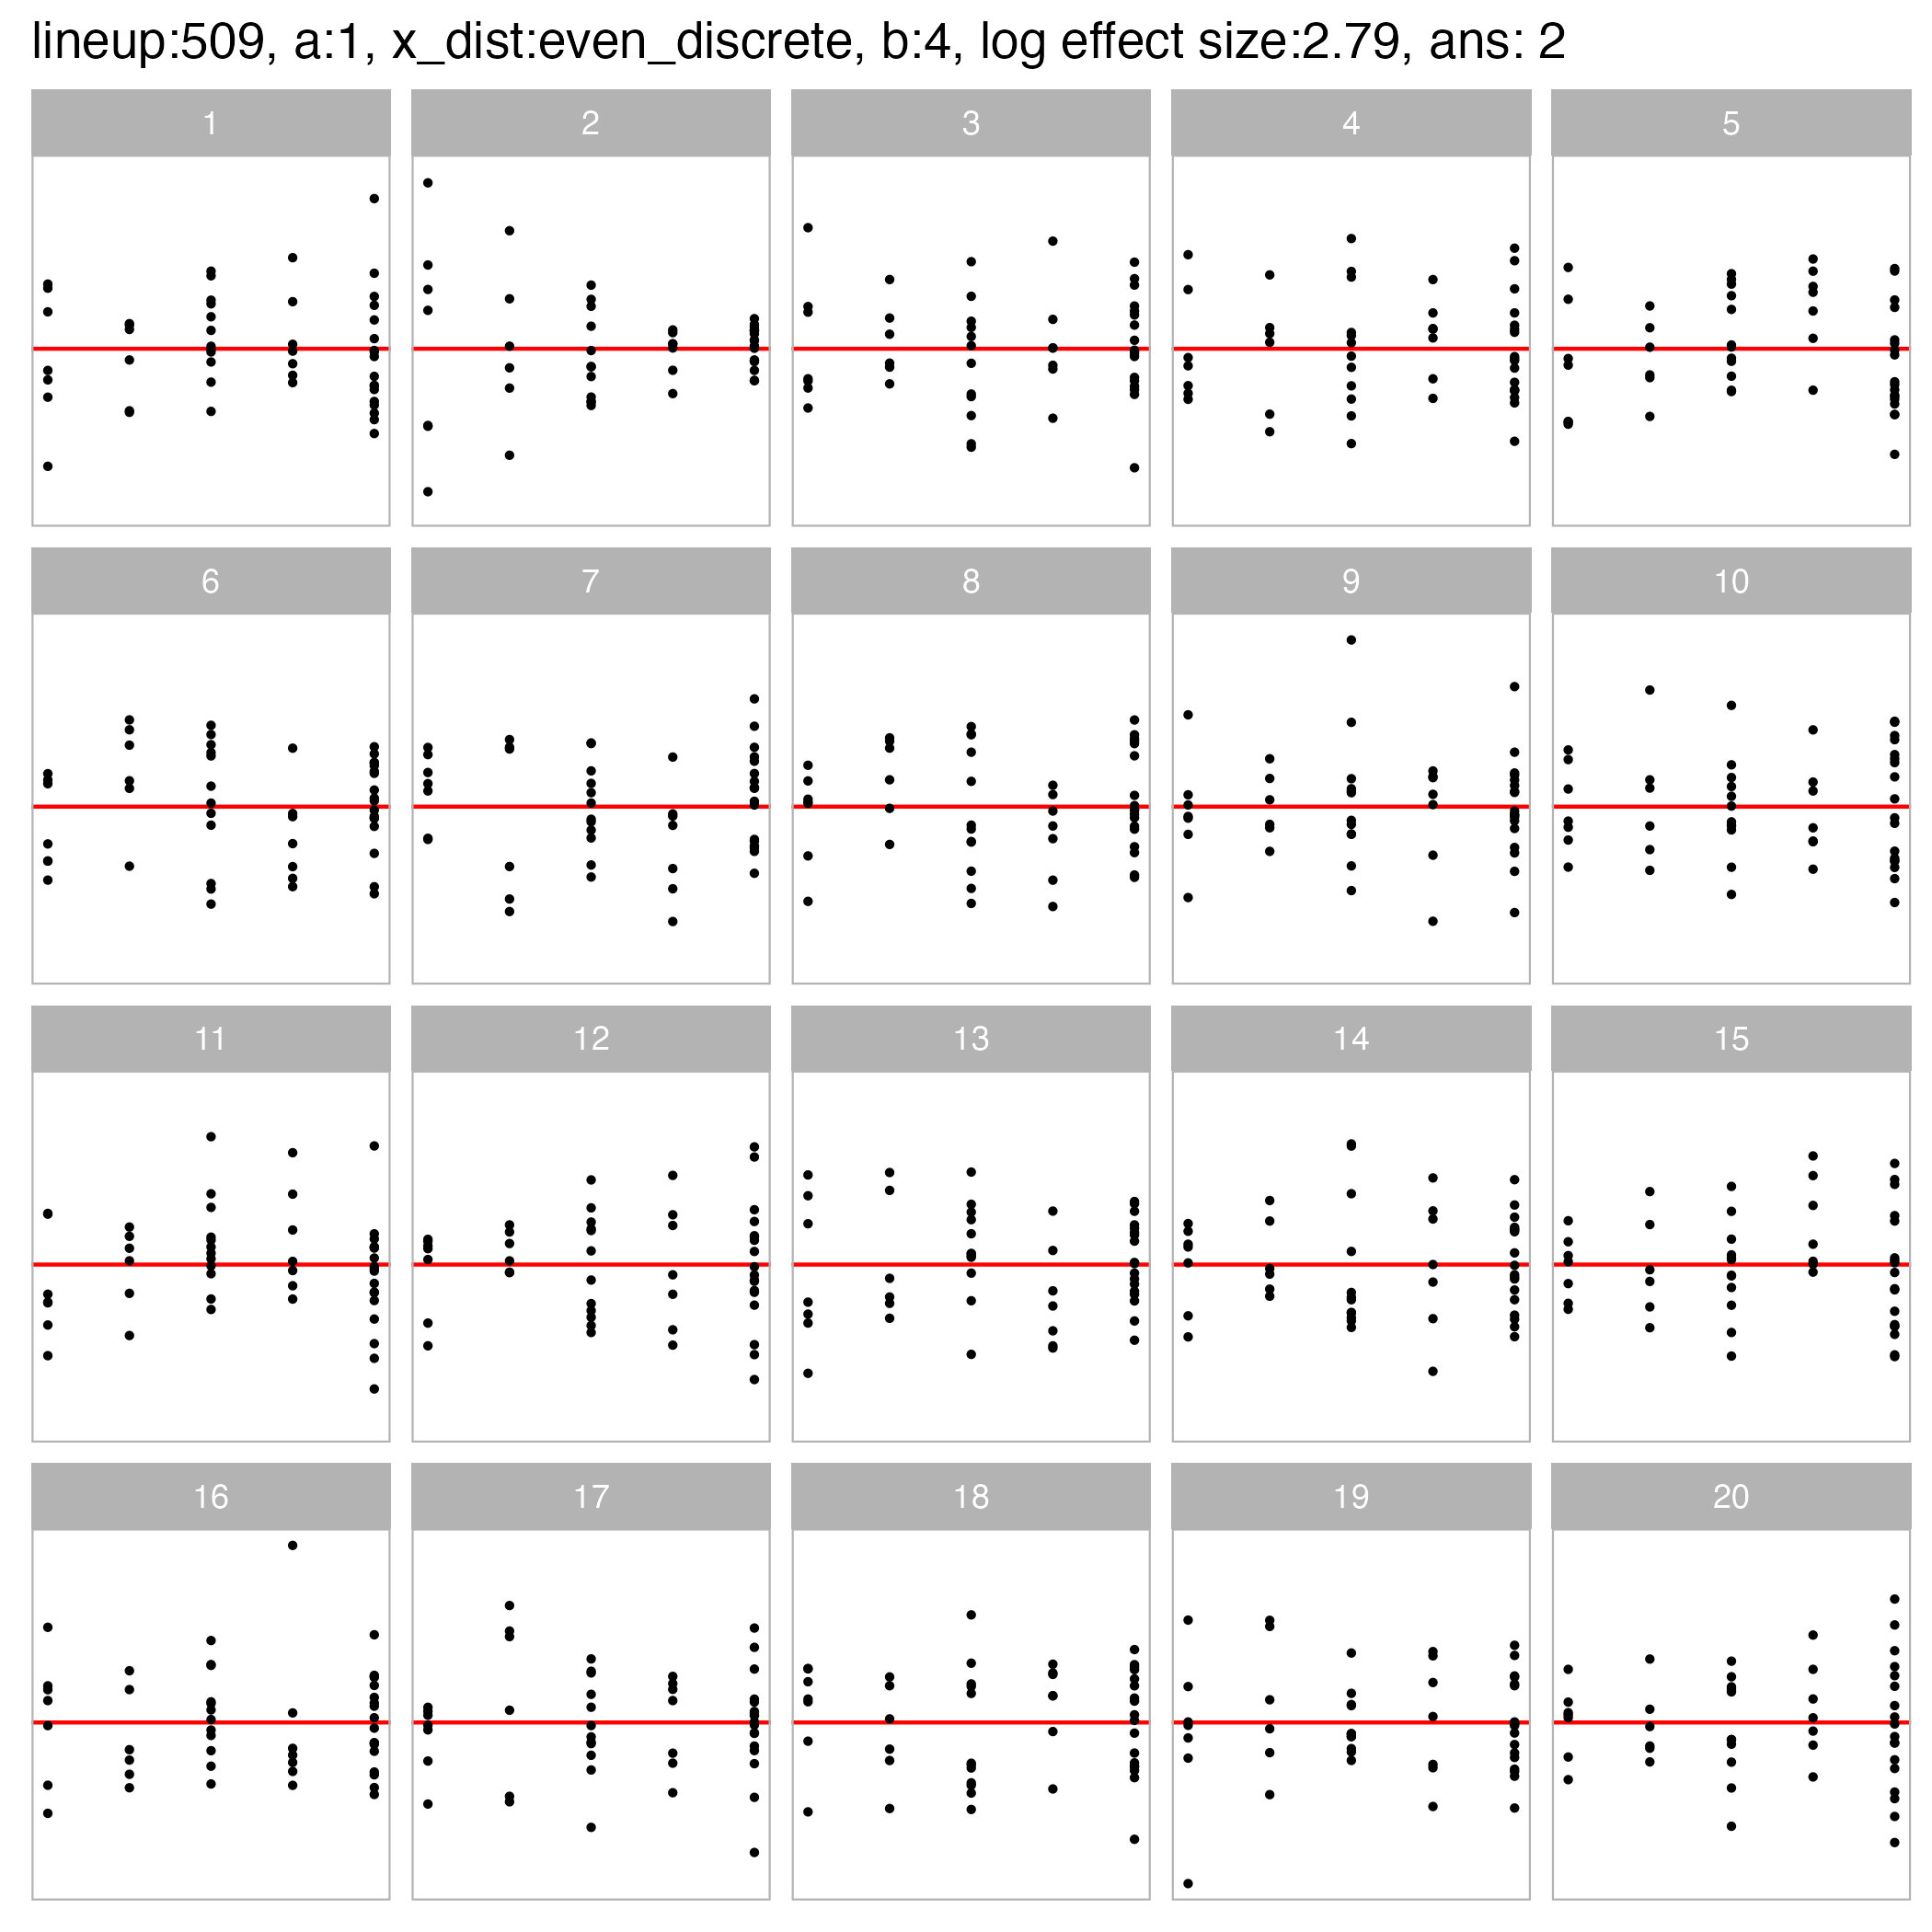 lineup:509, a:1, x_dist:even_discrete, b:4, log effect size:2.79, ans: 2
1 2 3 4 5
6 7 8 9 10
11 12 13 14 15
16 17 18 19 20